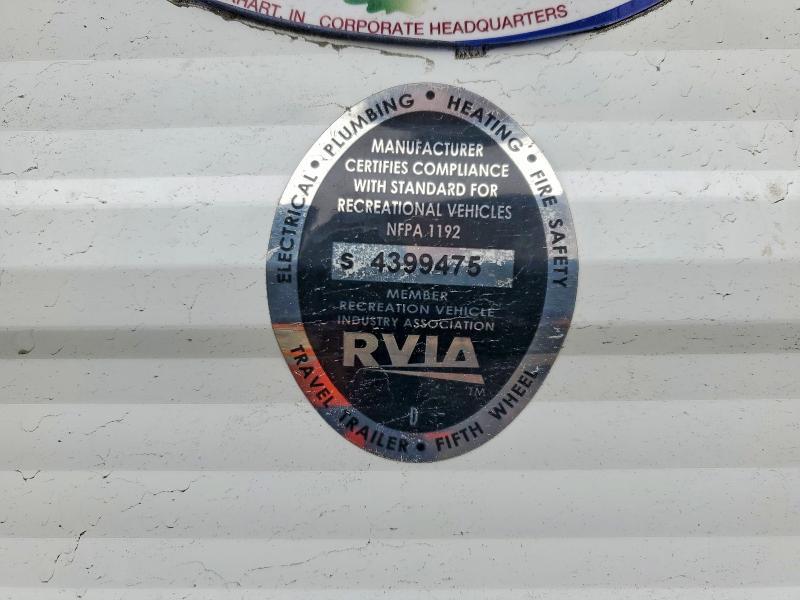 HART, IN CORPORATE HEADQUARTERS
ELECTRICAL • PLUMBING • HEATING • FIRE SAFETY
MANUFACTURER
CERTIFIES COMPLIANCE
WITH STANDARD FOR
RECREATIONAL VEHICLES
NFPA 1192
S 4399475
MEMBER
RECREATION VEHICLE
INDUSTRY ASSOCIATION
RVIA
TM
D
TRAVEL TRAILER • FIFTH WHEEL